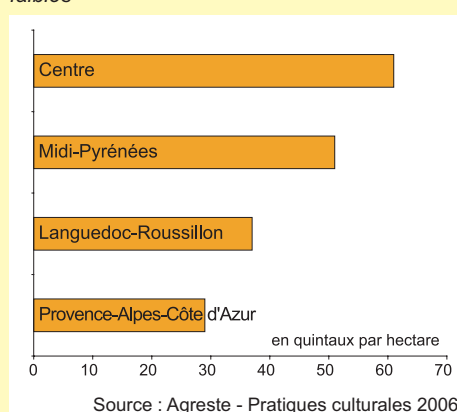 Centre
Midi-Pyrénées
Languedoc-Roussillon
Provence-Alpes-Côte d'Azur
en quintaux par hectare
0 10 20 30 40 50 60 70
Source : Agreste - Pratiques culturales 2006